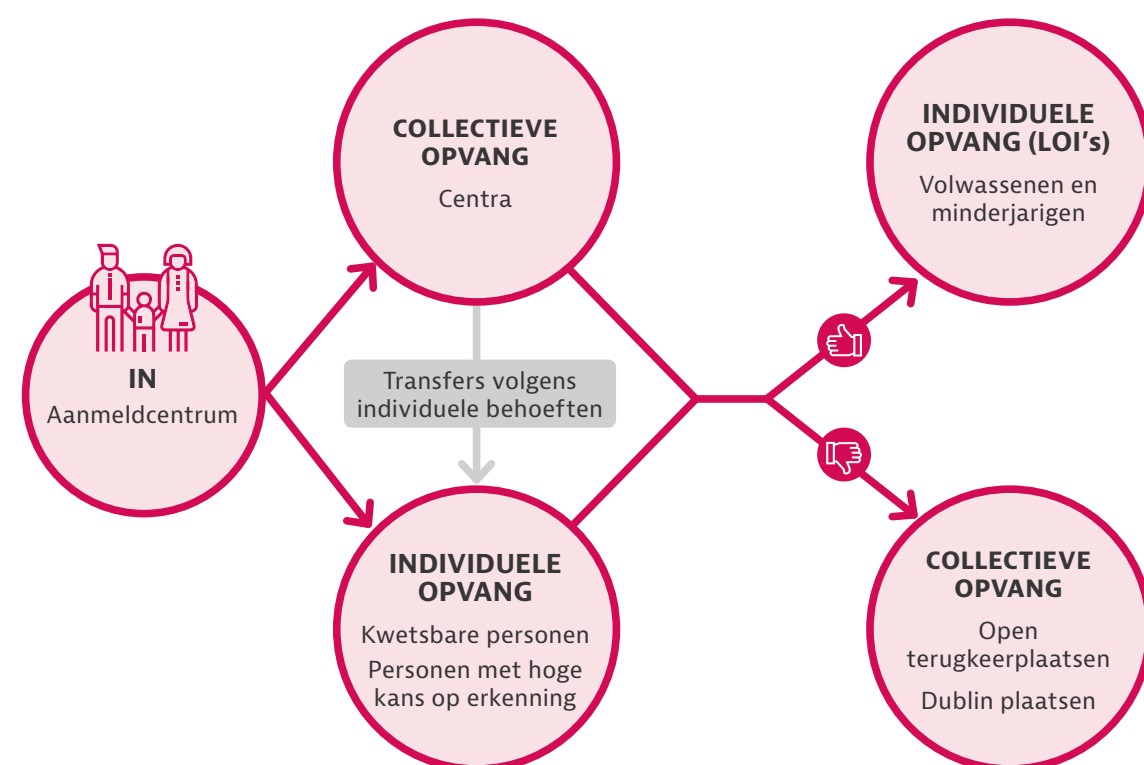 IN
Aanmeldcentrum
COLLECTIEVE
OPVANG
Centra
Transfers volgens
individuele behoeften
INDIVIDUELE
OPVANG
Kwetsbare personen
Personen met hoge
kans op erkenning
INDIVIDUELE
OPVANG (LOI's)
Volwassenen en
minderjarigen
COLLECTIEVE
OPVANG
Open
terugkeerplaatsen
Dublin plaatsen